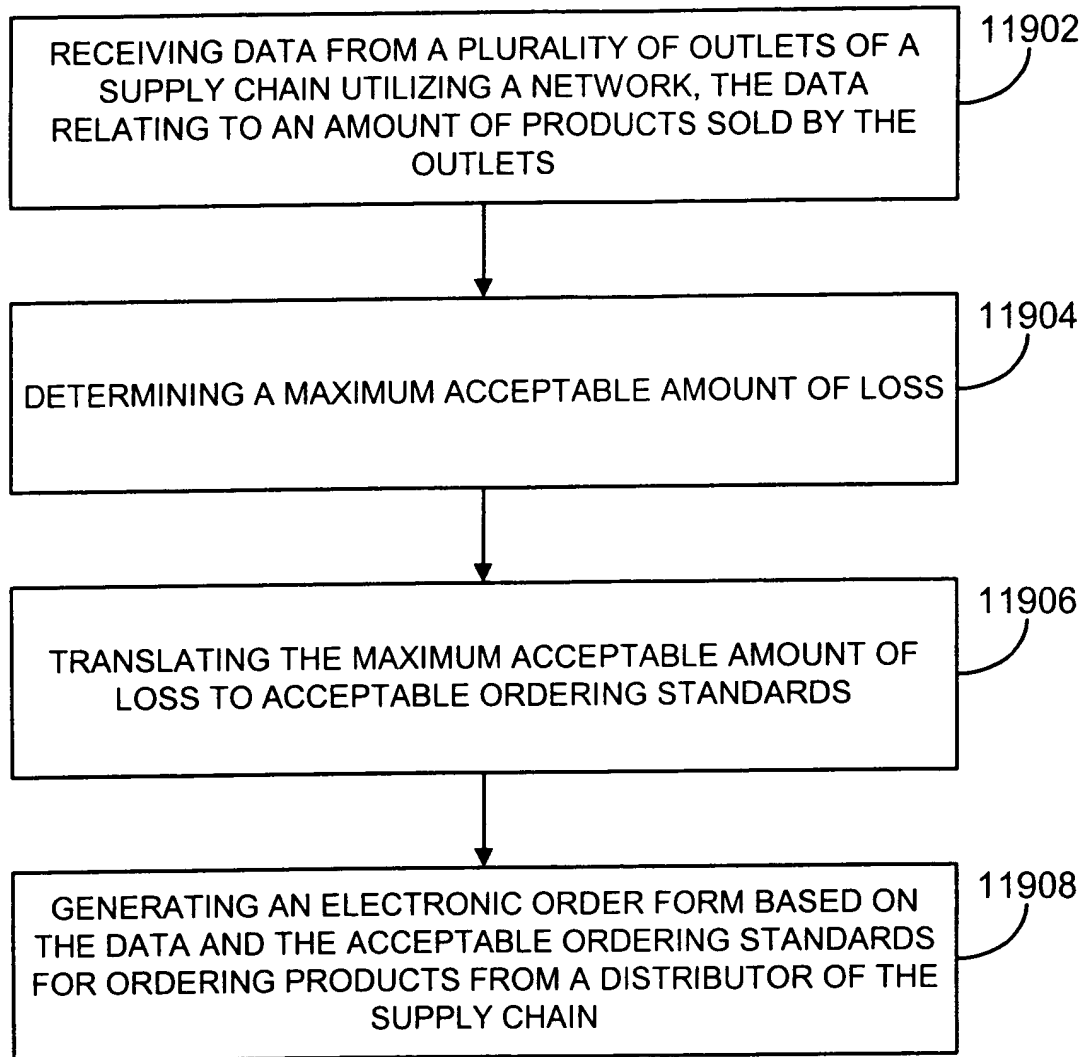 RECEIVING DATA FROM A PLURALITY OF OUTLETS OF A
SUPPLY CHAIN UTILIZING A NETWORK, THE DATA
RELATING TO AN AMOUNT OF PRODUCTS SOLD BY THE
OUTLETS
11902
DETERMINING A MAXIMUM ACCEPTABLE AMOUNT OF LOSS
11904
TRANSLATING THE MAXIMUM ACCEPTABLE AMOUNT OF
LOSS TO ACCEPTABLE ORDERING STANDARDS
11906
GENERATING AN ELECTRONIC ORDER FORM BASED ON
THE DATA AND THE ACCEPTABLE ORDERING STANDARDS
FOR ORDERING PRODUCTS FROM A DISTRIBUTOR OF THE
SUPPLY CHAIN
11908